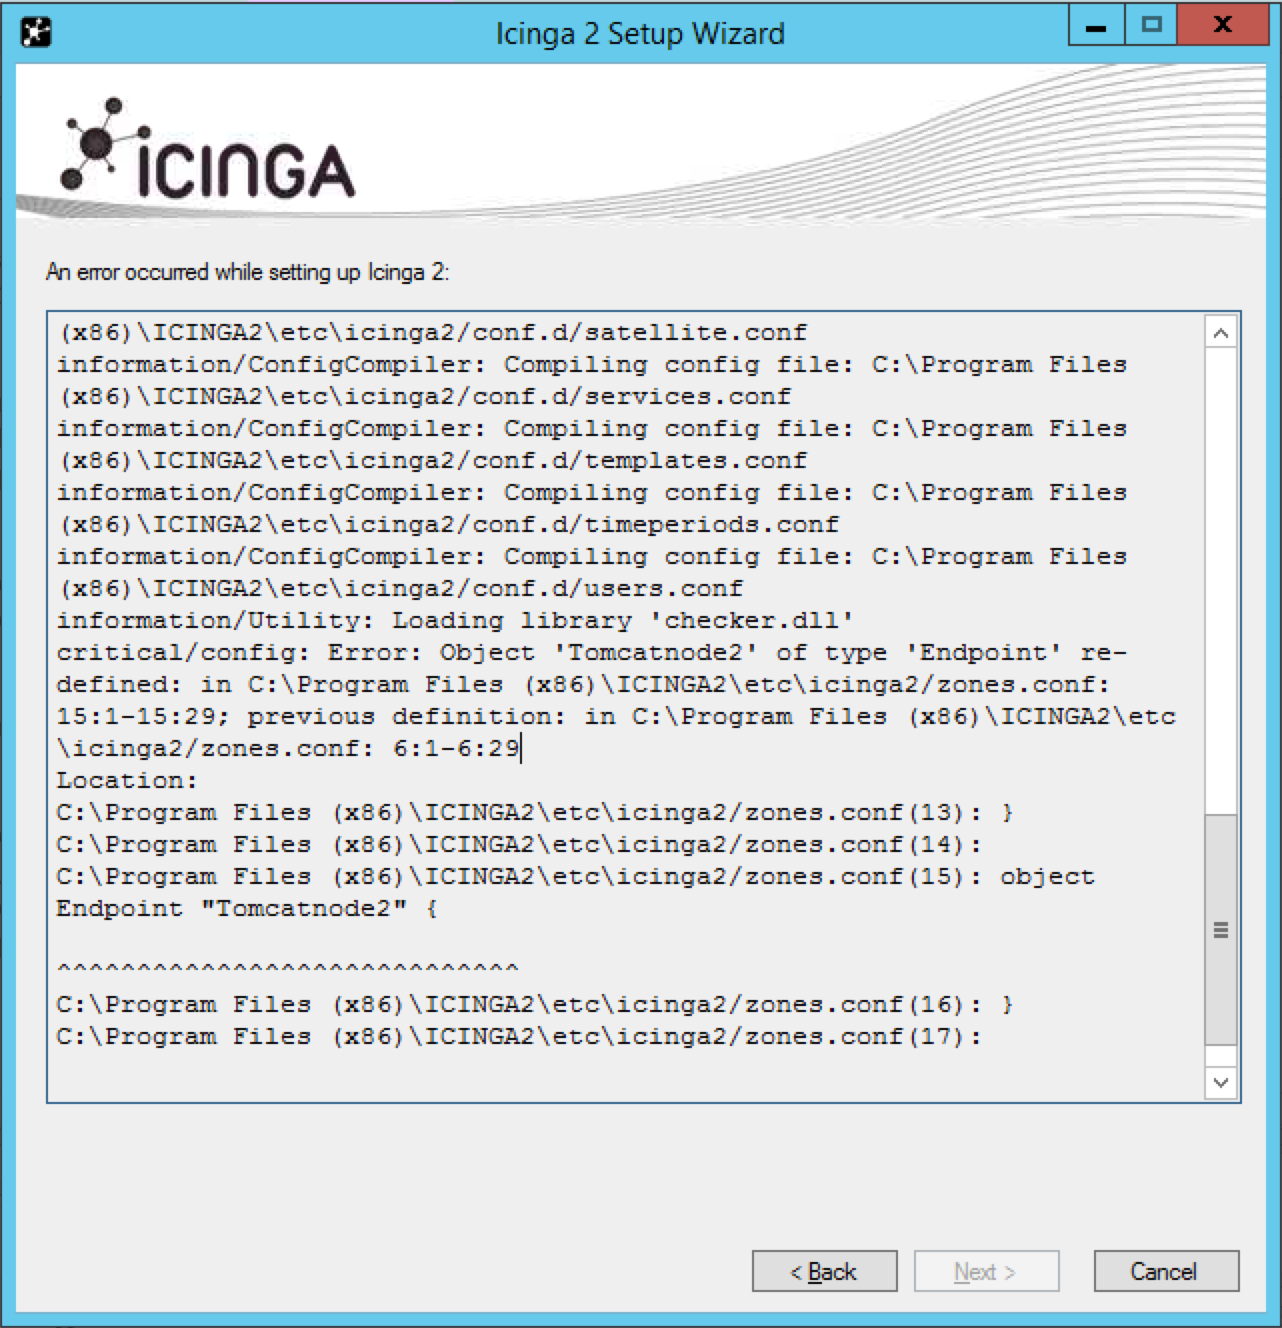 Icinga 2 Setup Wizard
ICINGA
An error occurred while setting up Icinga 2:
(x86)\ICINGA2\etc\icinga2/conf.d/satellite.conf
information/ConfigCompiler: Compiling config file: C:\Program Files
(x86)\ICINGA2\etc\icinga2/conf.d/services.conf
information/ConfigCompiler: Compiling config file: C:\Program Files
(x86)\ICINGA2\etc\icinga2/conf.d/templates.conf
information/ConfigCompiler: Compiling config file: C:\Program Files
(x86)\ICINGA2\etc\icinga2/conf.d/timeperiods.conf
information/ConfigCompiler: Compiling config file: C:\Program Files
(x86)\ICINGA2\etc\icinga2/conf.d/users.conf
information/Utility: Loading library 'checker.dll'
critical/config: Error: Object 'Tomcatnode2' of type 'Endpoint' re-
defined: in C:\Program Files (x86)\ICINGA2\etc\icinga2/zones.conf:
15:1-15:29; previous definition: in C:\Program Files (x86)\ICINGA2\etc
\icinga2/zones.conf: 6:1-6:29
Location:
C:\Program Files (x86)\ICINGA2\etc\icinga2/zones.conf(13): }
C:\Program Files (x86)\ICINGA2\etc\icinga2/zones.conf(14):
C:\Program Files (x86)\ICINGA2\etc\icinga2/zones.conf(15): object
Endpoint "Tomcatnode2" {
^^^^^^^^^^^^^^^^^^^^^^^^^^^^^
C:\Program Files (x86)\ICINGA2\etc\icinga2/zones.conf(16): }
C:\Program Files (x86)\ICINGA2\etc\icinga2/zones.conf(17):
< Back
Next >
Cancel